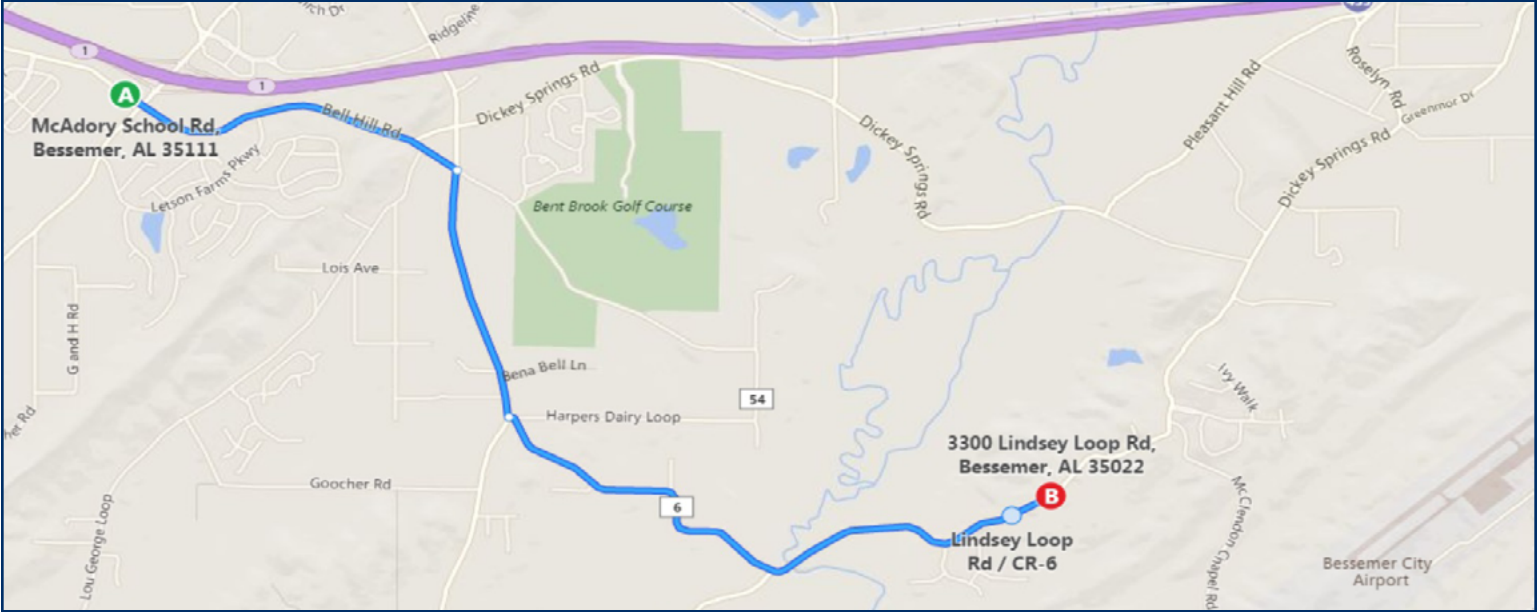 Ridgeline
1
1
A
McAdory School Rd,
Bessemer, AL 35111
Bell Hill Rd
Dickey Springs Rd
Letson Farms Pkwy
Bent Brook Golf Course
Dickey Springs Rd
Pleasant Hill Rd
Roselyn Rd
Greenmor Dr
Dickey Springs Rd
Lois Ave
G and H Rd
Bena Bell Ln
54
Harpers Dairy Loop
Ivy Walk
Goocher Rd
6
3300 Lindsey Loop Rd,
Bessemer, AL 35022
B
Lindsey Loop
Rd / CR-6
Lou George Loop
McClendon Chapel Rd
Bessemer City
Airport